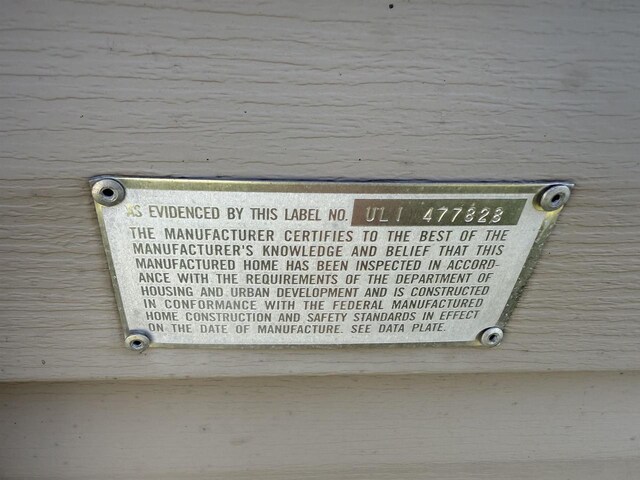 AS EVIDENCED BY THIS LABEL NO. ULI 477828
THE MANUFACTURER CERTIFIES TO THE BEST OF THE
MANUFACTURER'S KNOWLEDGE AND BELIEF THAT THIS
MANUFACTURED HOME HAS BEEN INSPECTED IN ACCORD-
ANCE WITH THE REQUIREMENTS OF THE DEPARTMENT OF
HOUSING AND URBAN DEVELOPMENT AND IS CONSTRUCTED
IN CONFORMANCE WITH THE FEDERAL MANUFACTURED
HOME CONSTRUCTION AND SAFETY STANDARDS IN EFFECT
ON THE DATE OF MANUFACTURE. SEE DATA PLATE.